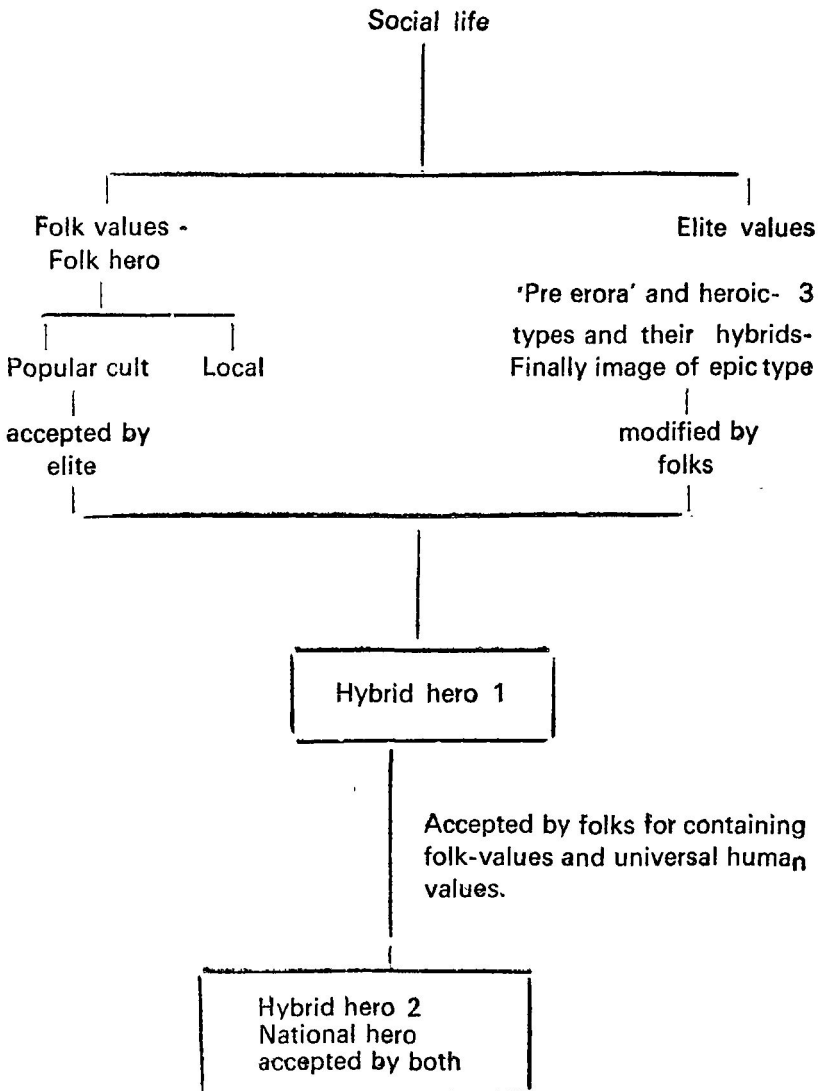 Social life
Folk values -
Folk hero
Elite values
'Pre erora' and heroic- 3
types and their hybrids-
Finally image of epic type
Popular cult
Local
accepted by
elite
modified by
folks
Hybrid hero 1
Accepted by folks for containing
folk-values and universal human
values.
Hybrid hero 2
National hero
accepted by both